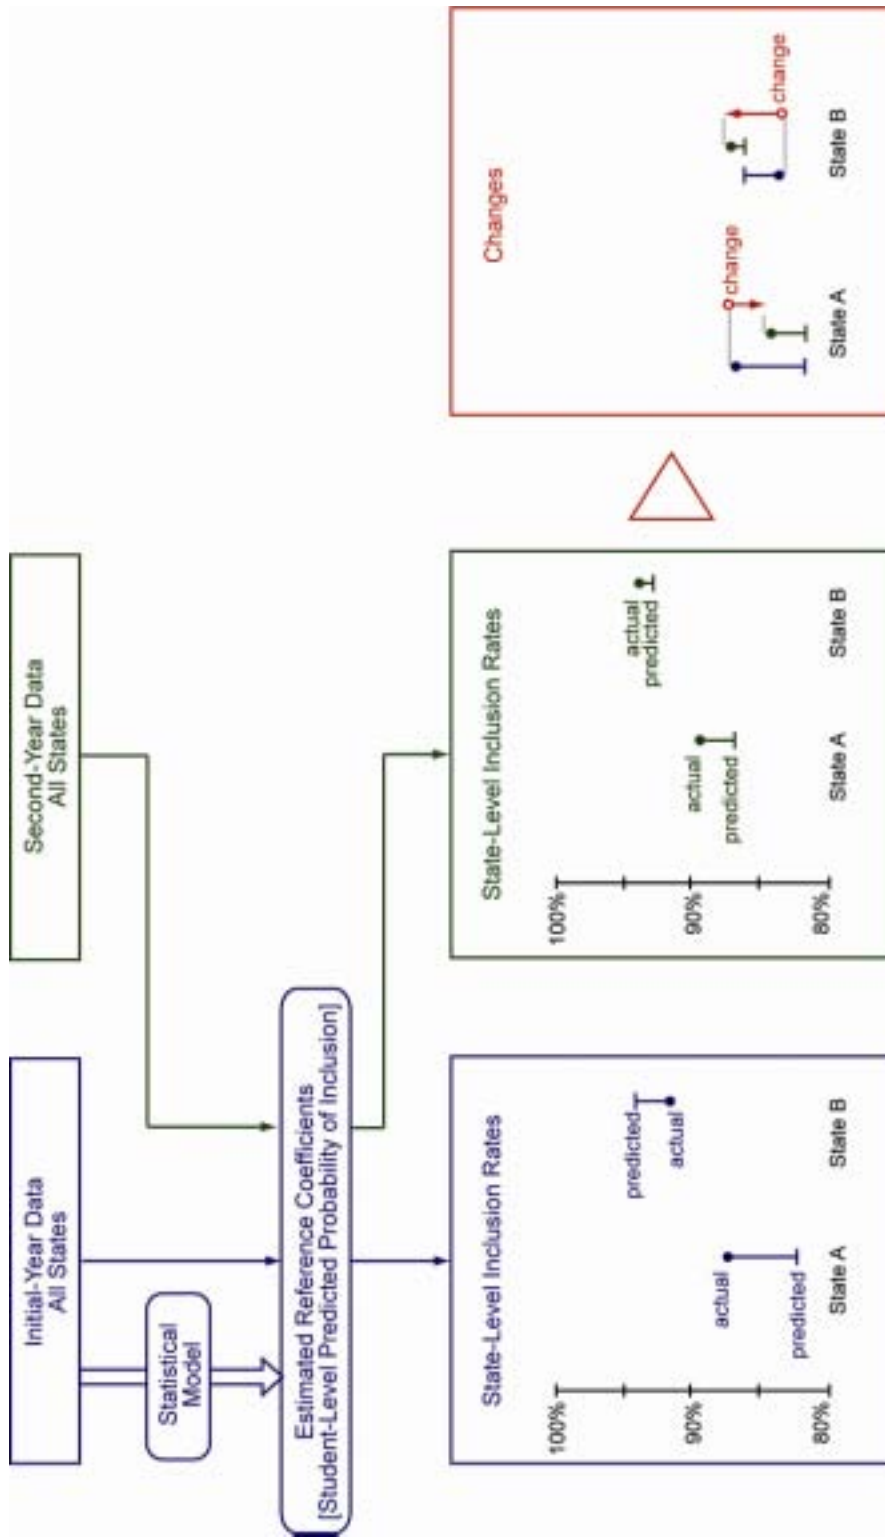 Initial-Year Data
All States
Second-Year Data
All States
Statistical
Model
Estimated Reference Coefficients
[Student-Level Predicted Probability of Inclusion]
State-Level Inclusion Rates
100%
90%
80%
actual
predicted
State A
predicted
actual
State B
State-Level Inclusion Rates
100%
90%
80%
actual
predicted
State A
actual
predicted
State B
Changes
change
State A
change
State B